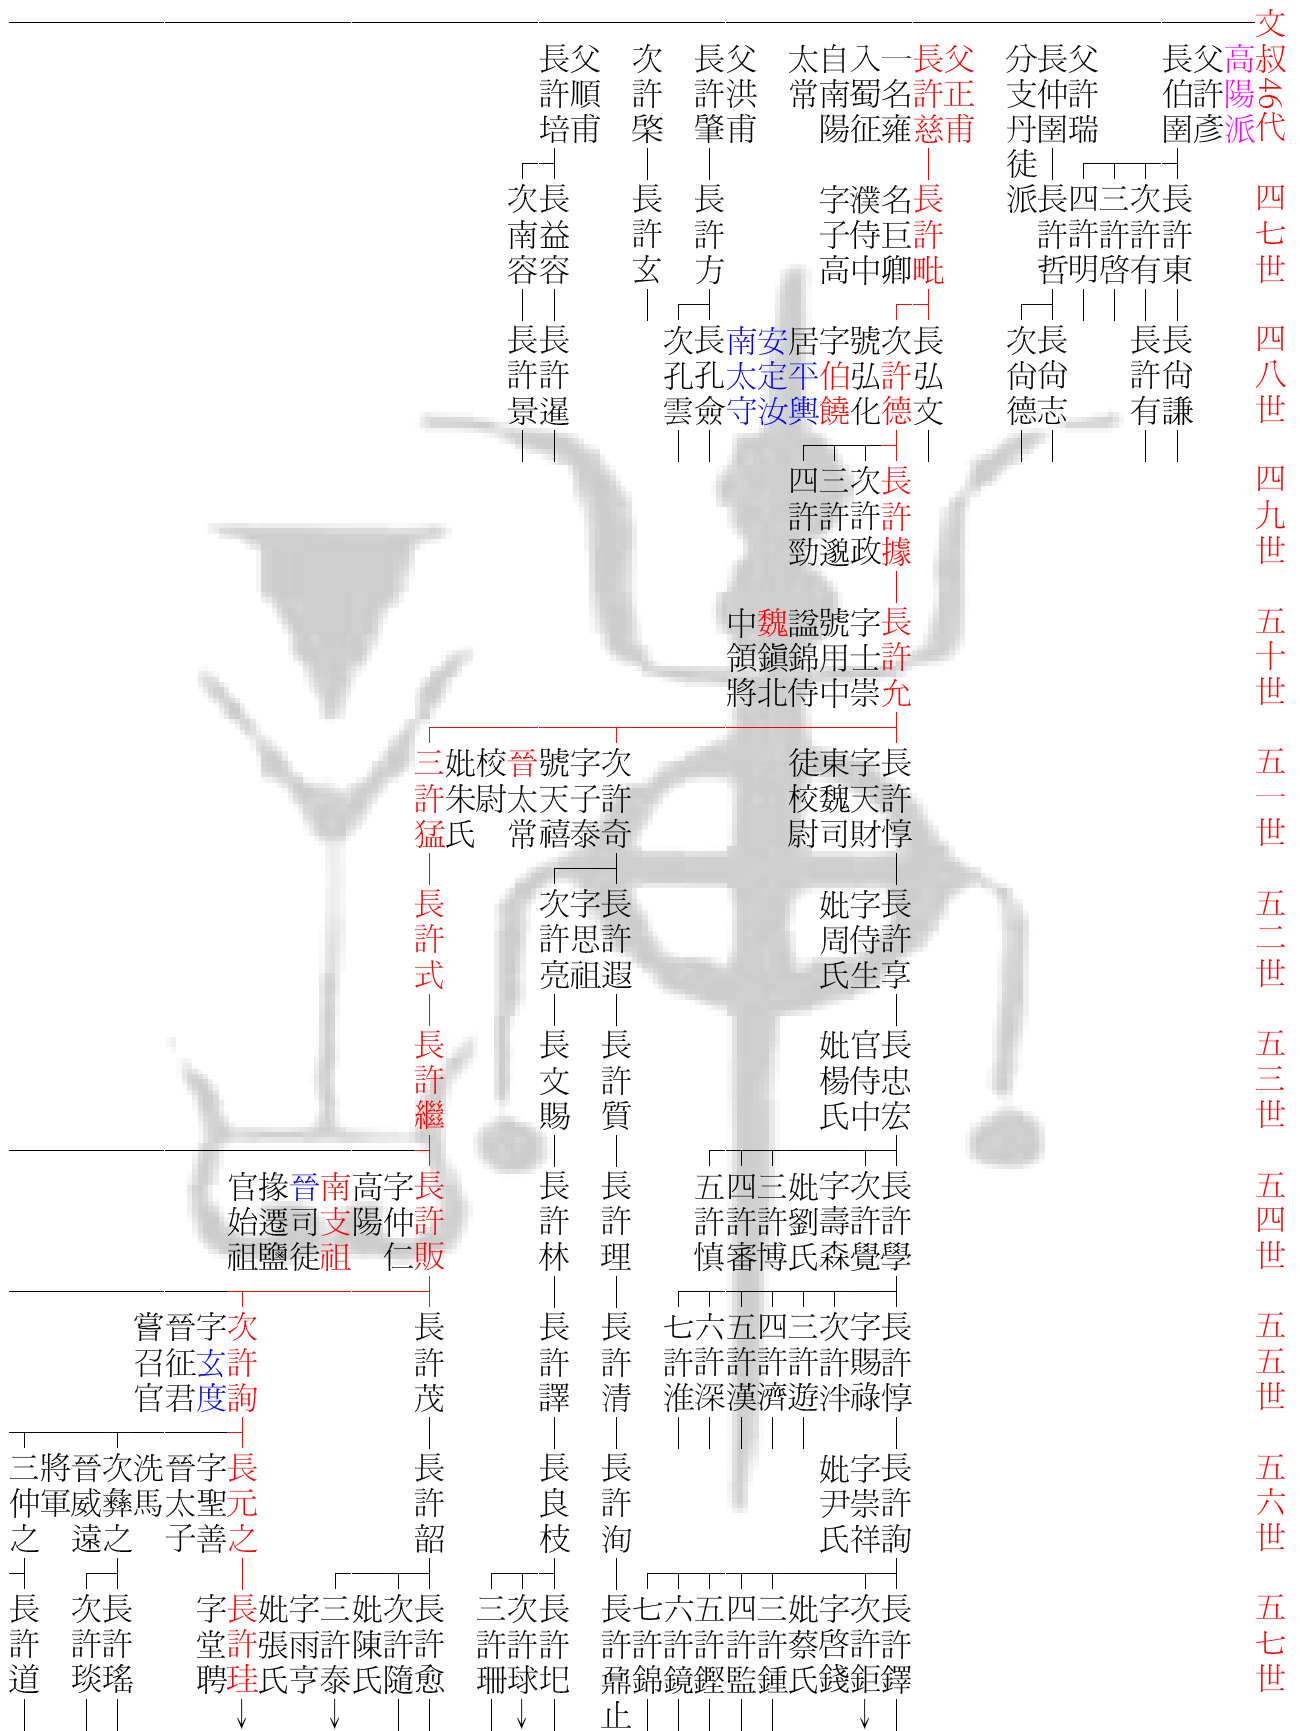 文叔46代
高陽派
父許彥
長伯圉
父許瑞
長仲圉
分支丹徒派
父正甫
長許慈
一名雍
入蜀征
自南陽
太常
父洪甫
長許肇
次許棨
父順甫
長許培
四七世
長許東
次許有
三許啓
四許明
長許哲
長許毗
名巨卿
濮侍中
字子高
長許方
長許玄
長益容
次南容
四八世
長尙謙
長許有
長尙志
次尙德
長弘文
次許德
號弘化
字伯饒
居平輿
安定汝
南太守
長孔僉
次孔雲
長許暹
長許景
四九世
長許據
次許政
三許邈
四許勁
五十世
長許允
字士崇
號用中
諡錦侍
魏鎭北
中領將
五一世
長許惇
字天財
東魏司
徒校尉
次許奇
字子泰
號天禧
晉太常
校尉
妣朱氏
三許猛
五二世
長許享
字侍生
妣周氏
長許遐
字思祖
次許亮
長許式
五三世
長忠宏
官侍中
妣楊氏
長許質
長文賜
長許繼
五四世
長許學
次許覺
字壽森
妣劉氏
三許博
四許審
五許慎
長許理
長許林
長許販
字仲仁
高陽
南支祖
晉司徒
掾遷鹽
官始祖
五五世
長許惇
字賜祿
次許泮
三許遊
四許濟
五許漢
六許深
七許淮
長許清
長許譯
長許茂
次許詢
字玄度
晉征君
嘗召官
五六世
長許詢
字崇祥
妣尹氏
長許洵
長良枝
長許韶
長元之
字聖善
晉太子
洗馬
次彝之
晉威遠
將軍
三仲之
五七世
長許鐸
次許鉅
字啓錢
妣蔡氏
三許鍾
四許監
五許鏗
六許鏡
七許錦
長許鼐止
長許圯
次許球
三許珊
長許愈
次許隨
妣陳氏
三許泰
字雨亨
妣張氏
長許珪
字堂聘
長許瑤
次許琰
長許道